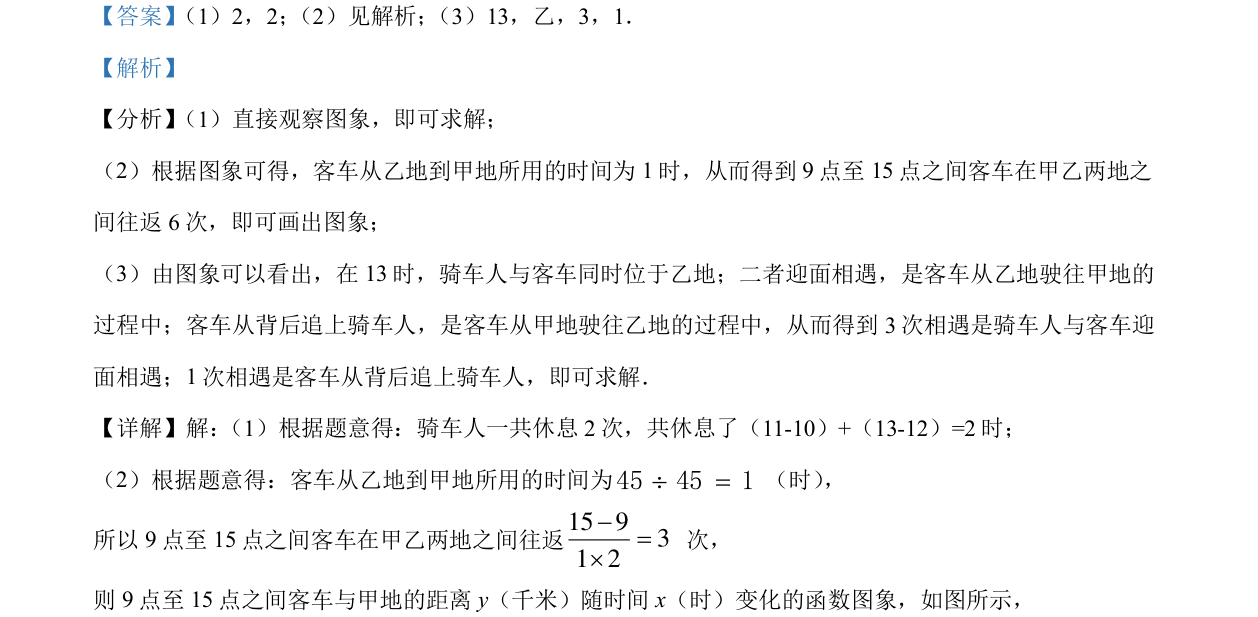 【答案】（1）2，2；（2）见解析；（3）13，乙，3，1．
【解析】
【分析】（1）直接观察图象，即可求解；
（2）根据图象可得，客车从乙地到甲地所用的时间为 1 时，从而得到 9 点至 15 点之间客车在甲乙两地之
间往返 6 次，即可画出图象；
（3）由图象可以看出，在 13 时，骑车人与客车同时位于乙地；二者迎面相遇，是客车从乙地驶往甲地的
过程中；客车从背后追上骑车人，是客车从甲地驶往乙地的过程中，从而得到 3 次相遇是骑车人与客车迎
面相遇；1 次相遇是客车从背后追上骑车人，即可求解．
【详解】解：（1）根据题意得：骑车人一共休息 2 次，共休息了（11-10）+（13-12）=2 时；
（2）根据题意得：客车从乙地到甲地所用的时间为 45 ÷ 45 = 1 （时），
所以 9 点至 15 点之间客车在甲乙两地之间往返 $\frac{15-9}{1×2}=3$ 次，
则 9 点至 15 点之间客车与甲地的距离 y（千米）随时间 x（时）变化的函数图象，如图所示，